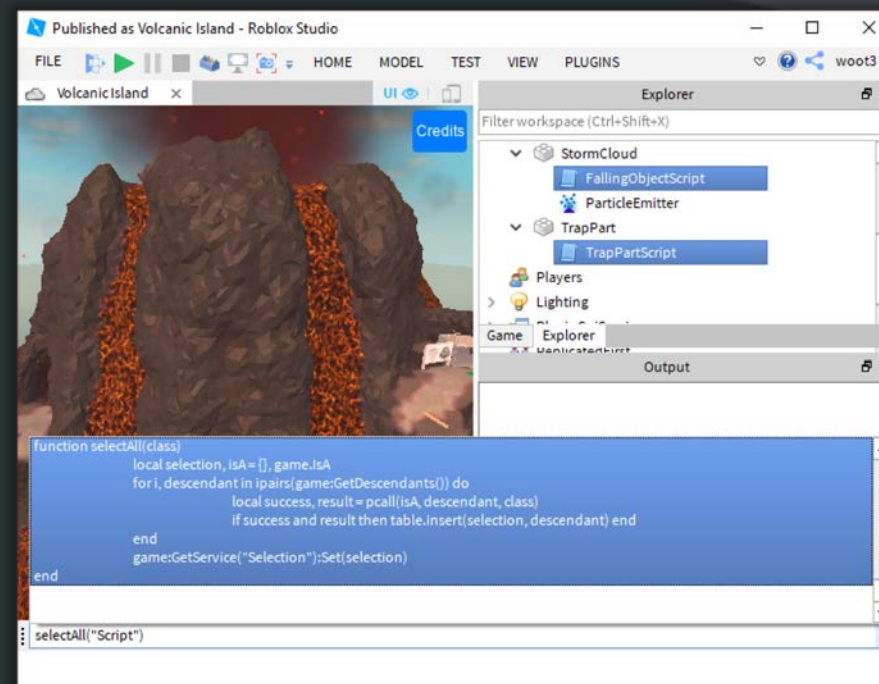 Published as Volcanic Island - Roblox Studio
FILE HOME MODEL TEST VIEW PLUGINS woot3
VolcanicIsland × UI Explorer
Credits
Filter workspace (Ctrl+Shift+X)
StormCloud
FallingObjectScript
ParticleEmitter
TrapPart
TrapPartScript
Players
Lighting
Game Explorer
ReplicatedFirst
Output
function selectAll(class)
local selection, isA = {}, game.IsA
for i, descendant in ipairs(game:GetDescendants()) do
local success, result = pcall(isA, descendant, class)
if success and result then table.insert(selection, descendant) end
end
game:GetService("Selection"):Set(selection)
end
selectAll("Script")